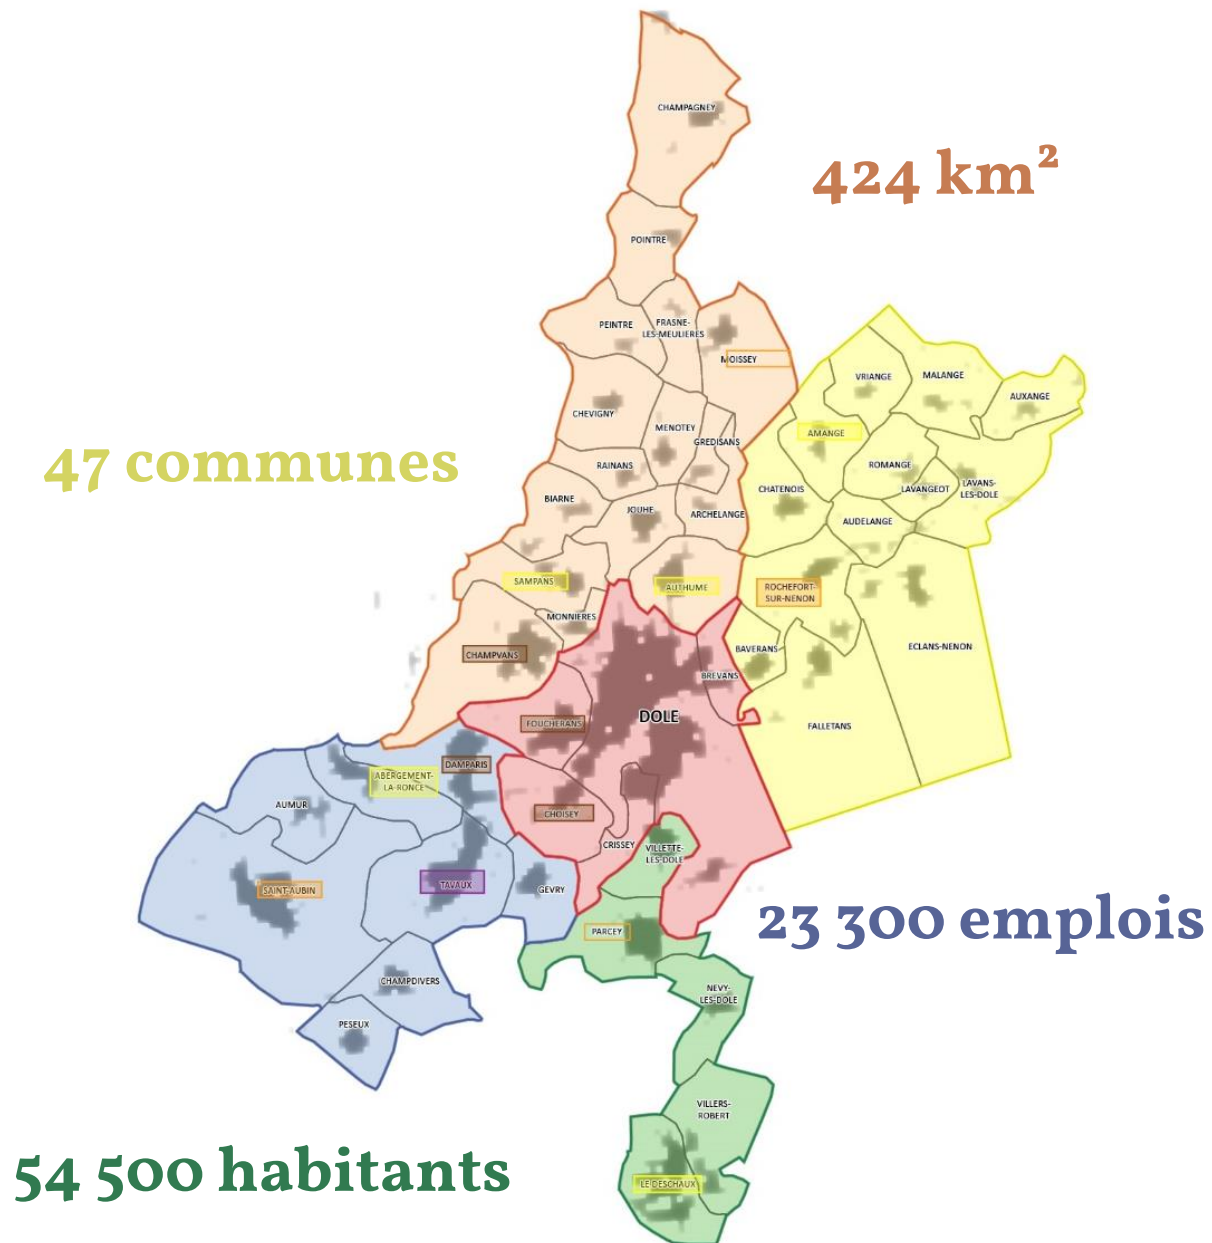 CHAMPAGNEY
424 km²
POINTRE
PEINTRE
FRASNE-
LES-MEULIERES
MOISSEY
VRIANGE
MALANGE
AUXANGE
CHEVIGNY
MENOTEY
GREDISANS
AMANGE
47 communes
RAINANS
ROMANGE
BIARNE
JOUHE
ARCHELANGE
CHATENOIS
LAVANGEOT
LAVANS-
LES-DOLE
AUDELANGE
SAMPANS
AUTHUME
ROCHEFORT-
SUR-NENON
MONNIERES
CHAMPVANS
BAVERANS
ECLANS-NENON
BREVANS
FOUCHERANS
DOLE
FALLETANS
DAMPARIS
ABERGEMENT-
LA-RONCE
AUMUR
CHOISEY
CRISSEY
VILLETTE-
LES-DOLE
SAINT-AUBIN
TAVAUX
GEVRY
23 300 emplois
PARCEY
CHAMPDIVERS
NEVY-
LES-DOLE
PESEUX
VILLERS-
ROBERT
54 500 habitants
LE DESCHAUX